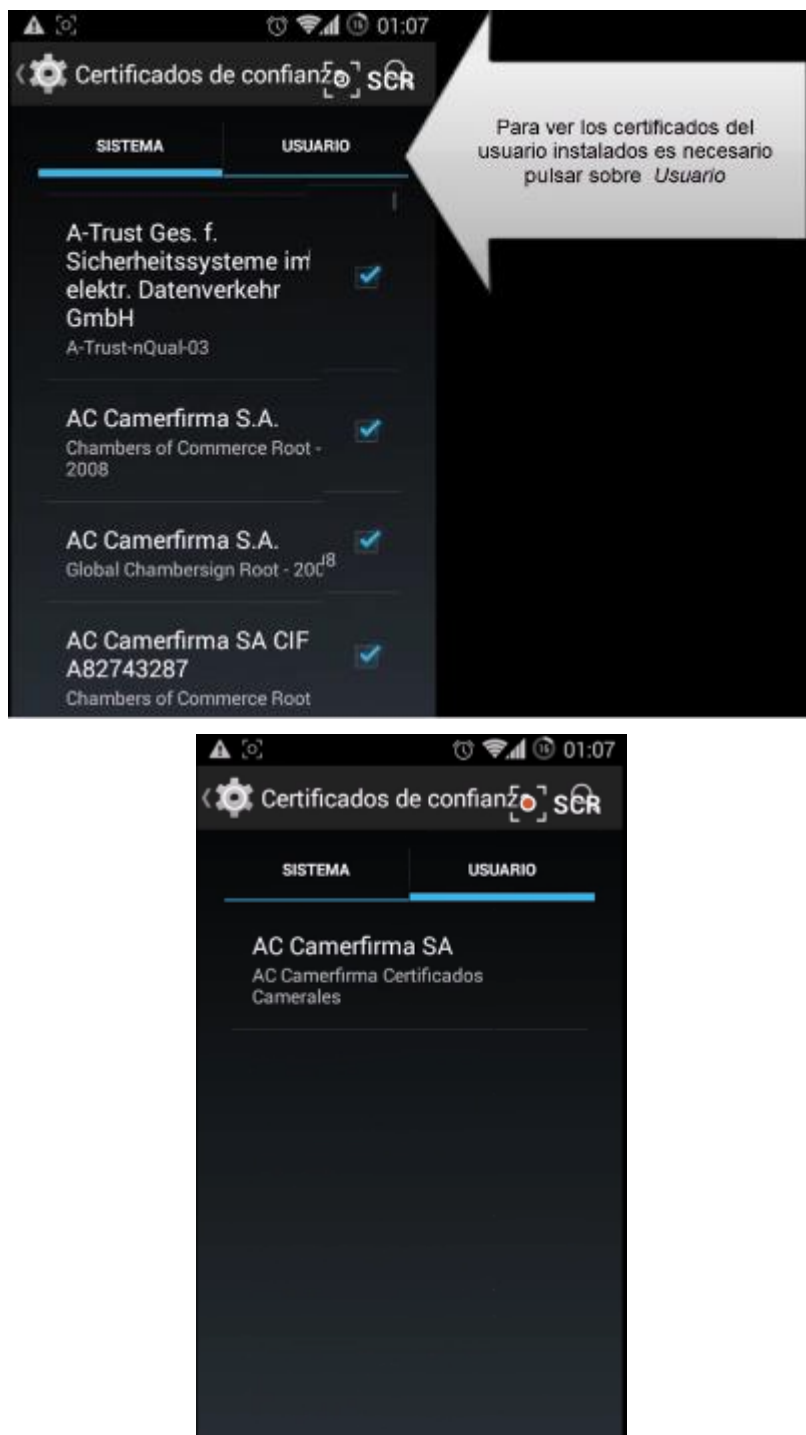 01:07
Certificados de confianza
SCR
SISTEMA
USUARIO
Para ver los certificados del
usuario instalados es necesario
pulsar sobre Usuario
A-Trust Ges. f.
Sicherheitssysteme im
elektr. Datenverkehr
GmbH
A-Trust-nQual-03
AC Camerfirma S.A.
Chambers of Commerce Root -
2008
AC Camerfirma S.A.
Global Chambersign Root - 2008
AC Camerfirma SA CIF
A82743287
Chambers of Commerce Root
01:07
Certificados de confianz
SCR
SISTEMA
USUARIO
AC Camerfirma SA
AC Camerfirma Certificados
Camerales